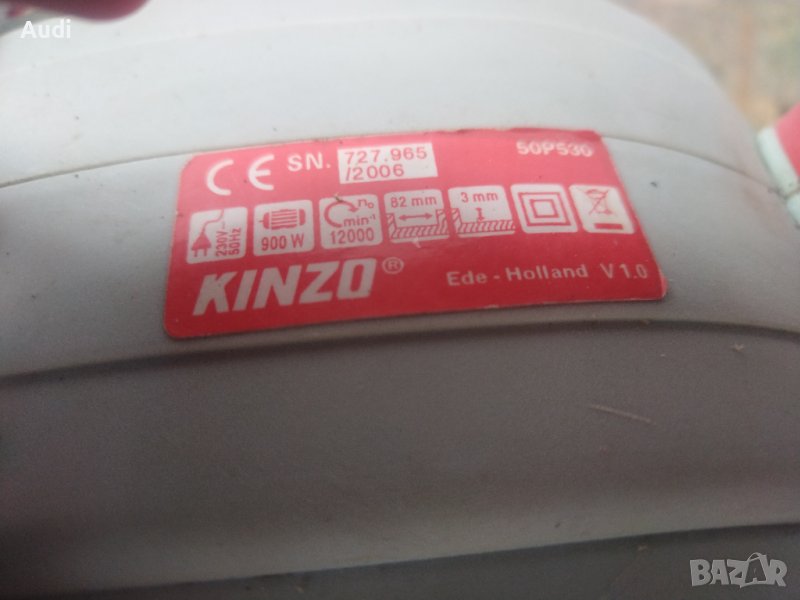 Audi
CE SN. 727.965
/2006
50P530
230V~
50Hz
900 W
n₀
min⁻¹
12000
82 mm
3 mm
KINZO®
Ede - Holland V 1.0
BAZAR